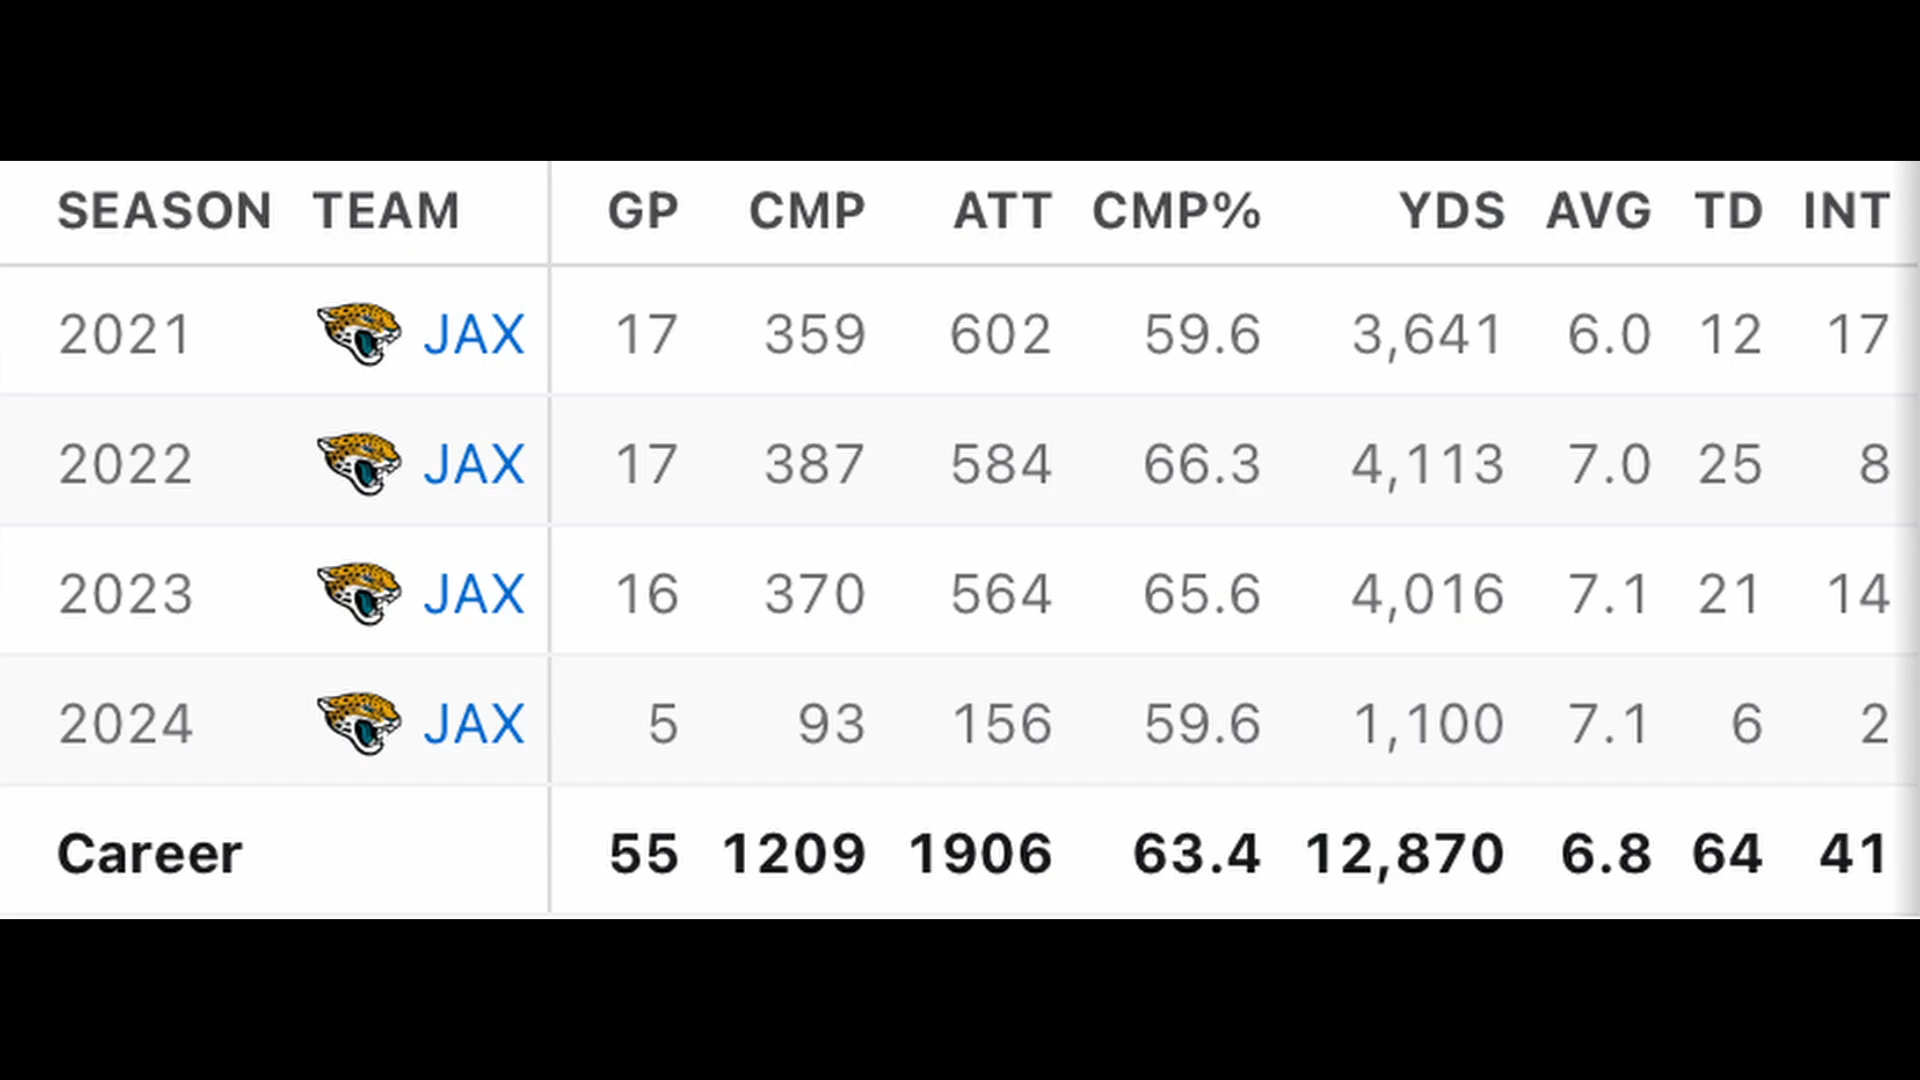 SEASON TEAM GP CMP ATT CMP% YDS AVG TD INT
2021 JAX 17 359 602 59.6 3,641 6.0 12 17
2022 JAX 17 387 584 66.3 4,113 7.0 25 8
2023 JAX 16 370 564 65.6 4,016 7.1 21 14
2024 JAX 5 93 156 59.6 1,100 7.1 6 2
Career 55 1209 1906 63.4 12,870 6.8 64 41